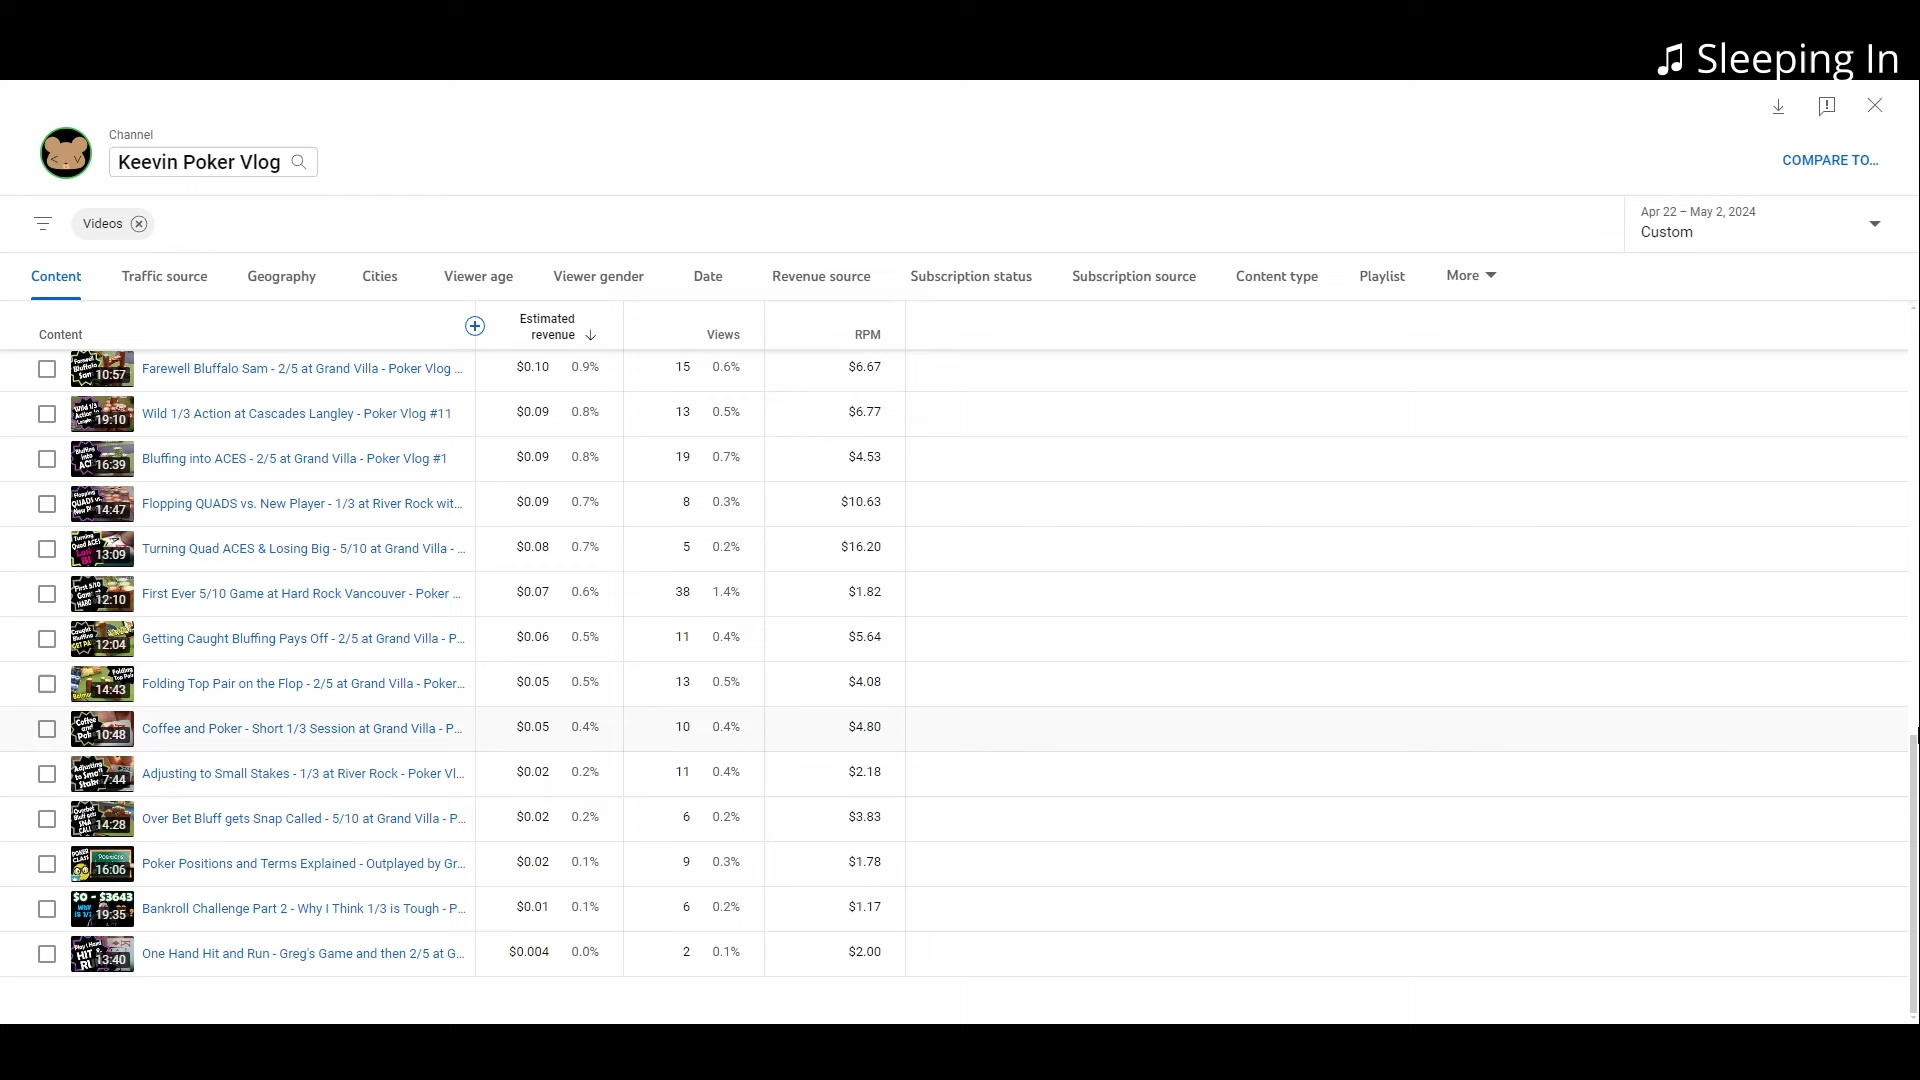 ♫ Sleeping In
Channel
Keevin Poker Vlog
COMPARE TO...
Videos
Apr 22 – May 2, 2024
Custom
Content Traffic source Geography Cities Viewer age Viewer gender Date Revenue source Subscription status Subscription source Content type Playlist More
Content Estimated revenue Views RPM
10:57 Farewell Bluffalo Sam - 2/5 at Grand Villa - Poker Vlog ... $0.10 0.9% 15 0.6% $6.67
19:10 Wild 1/3 Action at Cascades Langley - Poker Vlog #11 $0.09 0.8% 13 0.5% $6.77
16:39 Bluffing into ACES - 2/5 at Grand Villa - Poker Vlog #1 $0.09 0.8% 19 0.7% $4.53
14:47 Flopping QUADS vs. New Player - 1/3 at River Rock wit... $0.09 0.7% 8 0.3% $10.63
13:09 Turning Quad ACES & Losing Big - 5/10 at Grand Villa - ... $0.08 0.7% 5 0.2% $16.20
12:10 First Ever 5/10 Game at Hard Rock Vancouver - Poker ... $0.07 0.6% 38 1.4% $1.82
12:04 Getting Caught Bluffing Pays Off - 2/5 at Grand Villa - P... $0.06 0.5% 11 0.4% $5.64
14:43 Folding Top Pair on the Flop - 2/5 at Grand Villa - Poker... $0.05 0.5% 13 0.5% $4.08
10:48 Coffee and Poker - Short 1/3 Session at Grand Villa - P... $0.05 0.4% 10 0.4% $4.80
7:44 Adjusting to Small Stakes - 1/3 at River Rock - Poker Vl... $0.02 0.2% 11 0.4% $2.18
14:28 Over Bet Bluff gets Snap Called - 5/10 at Grand Villa - P... $0.02 0.2% 6 0.2% $3.83
16:06 Poker Positions and Terms Explained - Outplayed by Gr... $0.02 0.1% 9 0.3% $1.78
$0 - $3643 19:35 Bankroll Challenge Part 2 - Why I Think 1/3 is Tough - P... $0.01 0.1% 6 0.2% $1.17
13:40 One Hand Hit and Run - Greg's Game and then 2/5 at G... $0.004 0.0% 2 0.1% $2.00